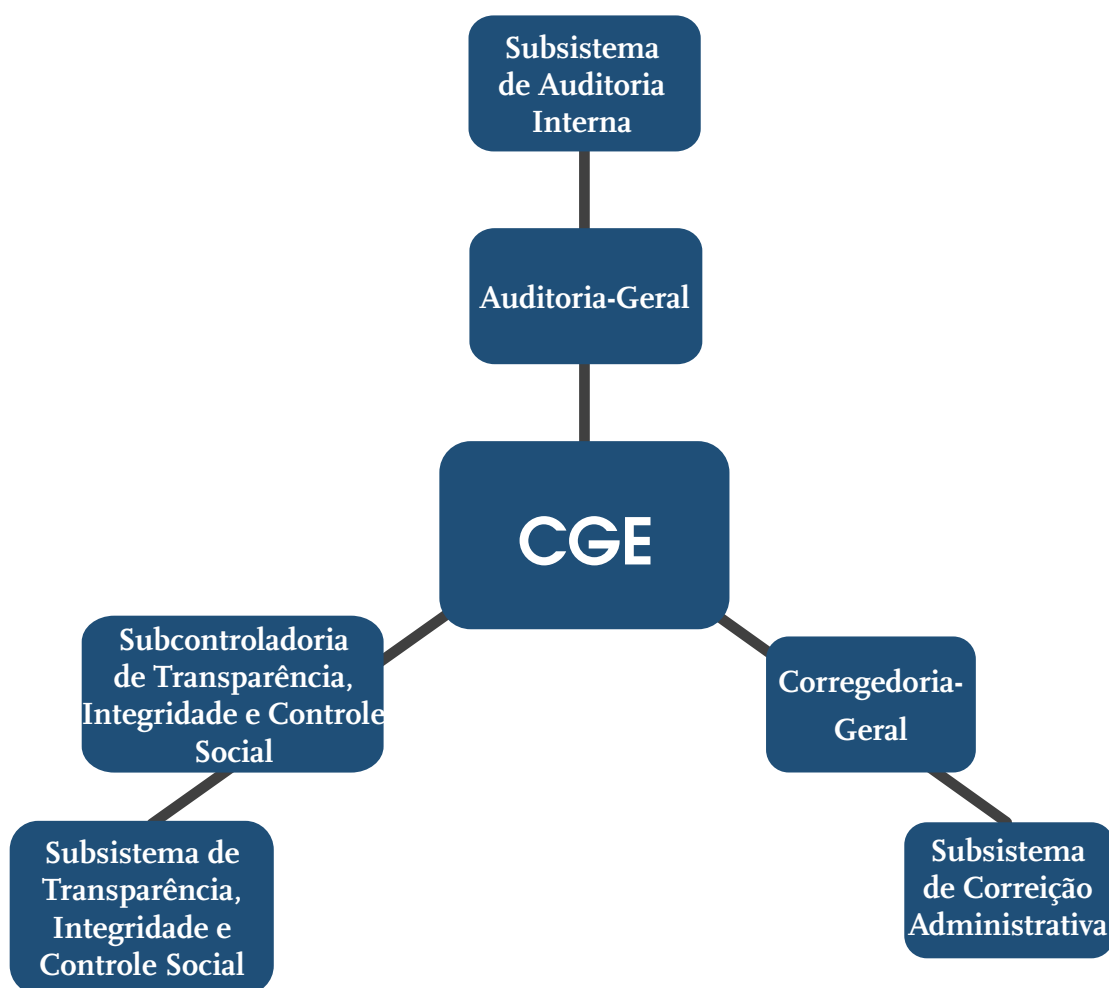 Subsistema
de Auditoria
Interna
Auditoria-Geral
CGE
Subcontroladoria
de Transparência,
Integridade e Controle
Social
Corregedoria-
Geral
Subsistema de
Transparência,
Integridade e
Controle Social
Subsistema
de Correição
Administrativa